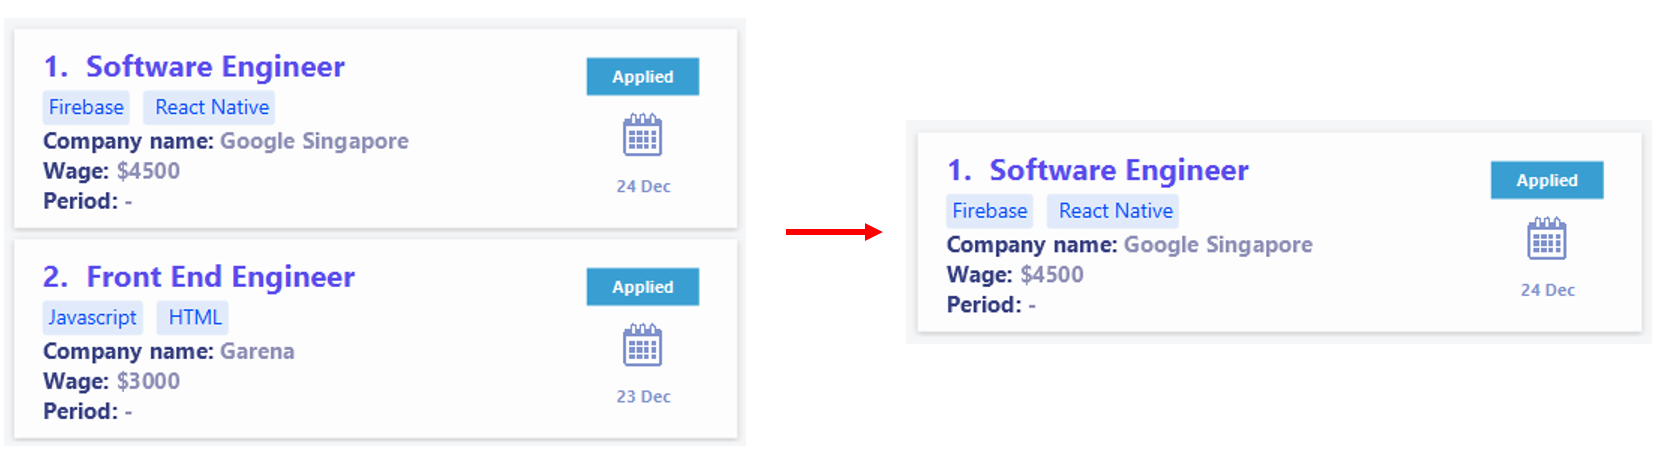 1. Software Engineer
Applied
Firebase React Native
Company name: Google Singapore
Wage: $4500
24 Dec
Period: -
2. Front End Engineer
Applied
Javascript HTML
Company name: Garena
Wage: $3000
23 Dec
Period: -
1. Software Engineer
Applied
Firebase React Native
Company name: Google Singapore
Wage: $4500
24 Dec
Period: -